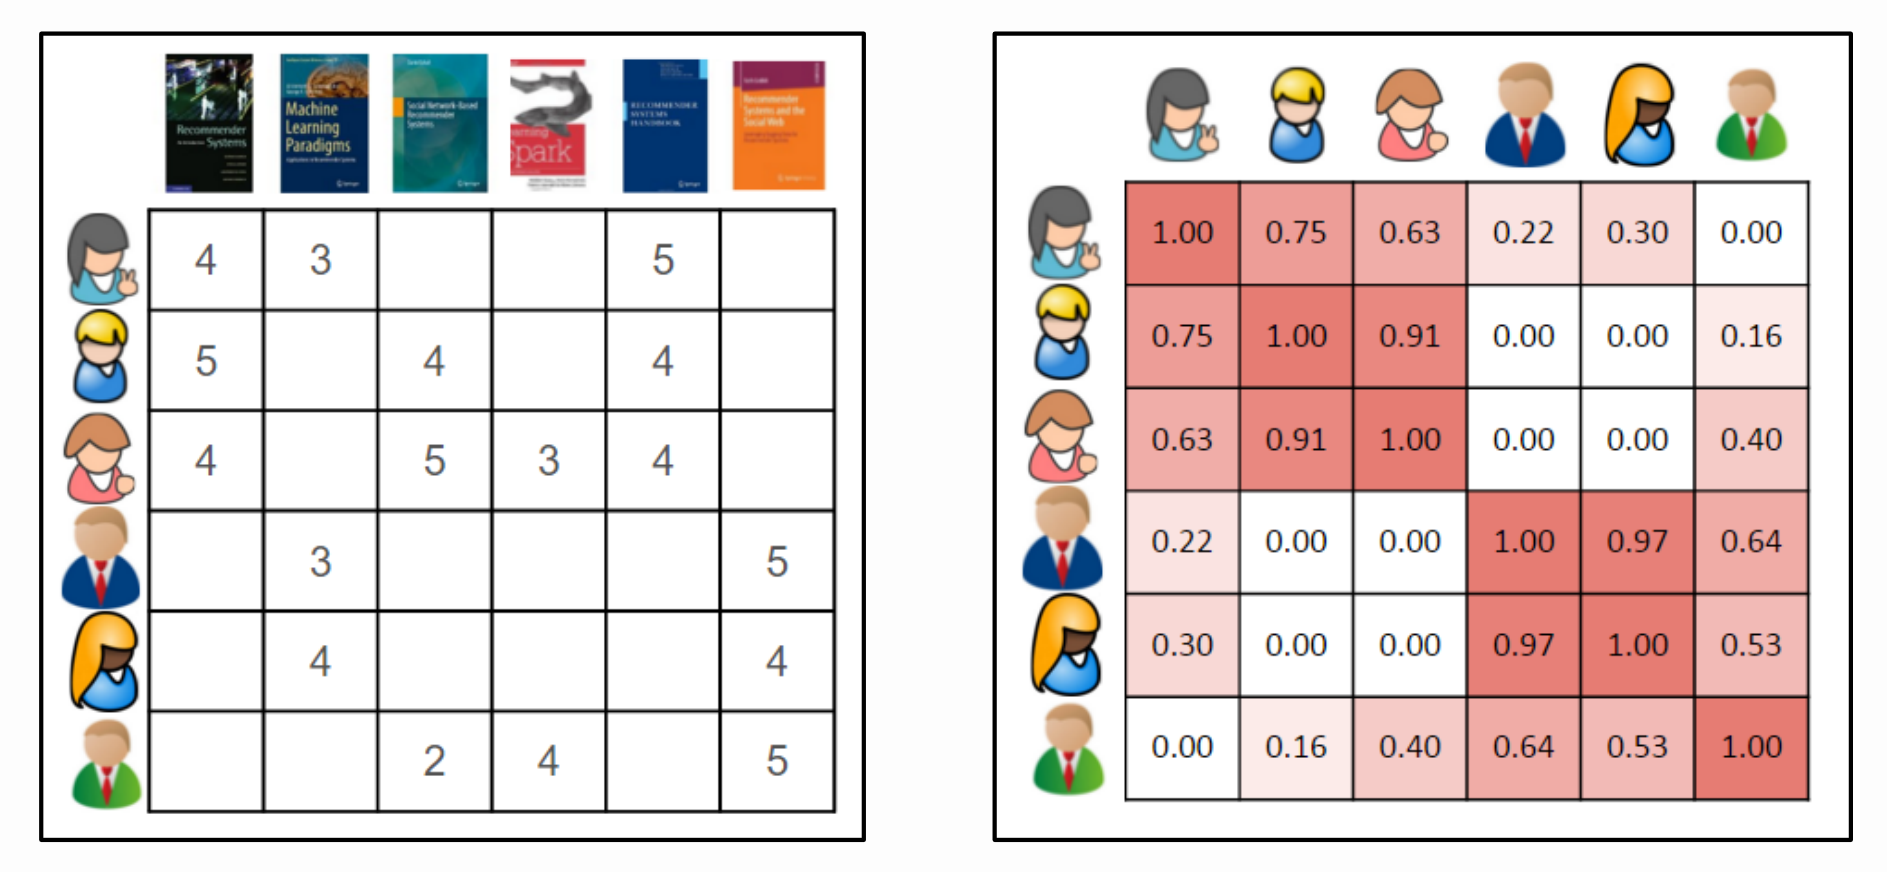 Recommender
Systems
Machine
Learning
Paradigms
Springer
Social Network-Based
Recommender
Systems
Springer
Spark
RECOMMENDER
SYSTEMS
HANDBOOK
Springer
Recommender
Systems and the
Social Web
Springer
4 3 5
5 4 4
4 5 3 4
3 5
4 4
2 4 5
1.00 0.75 0.63 0.22 0.30 0.00
0.75 1.00 0.91 0.00 0.00 0.16
0.63 0.91 1.00 0.00 0.00 0.40
0.22 0.00 0.00 1.00 0.97 0.64
0.30 0.00 0.00 0.97 1.00 0.53
0.00 0.16 0.40 0.64 0.53 1.00